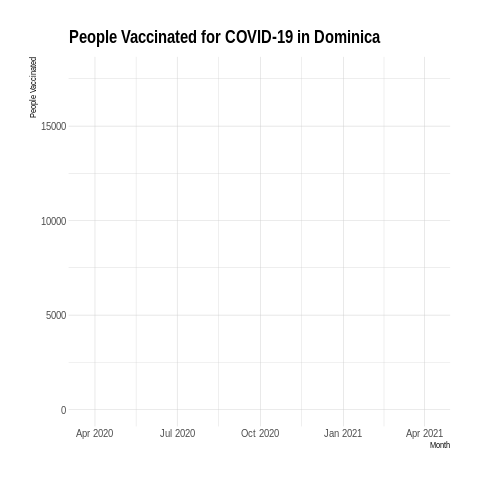 People Vaccinated for COVID-19 in Dominica
People Vaccinated
15000
10000
5000
0
Apr 2020 Jul 2020 Oct 2020 Jan 2021 Apr 2021
Month